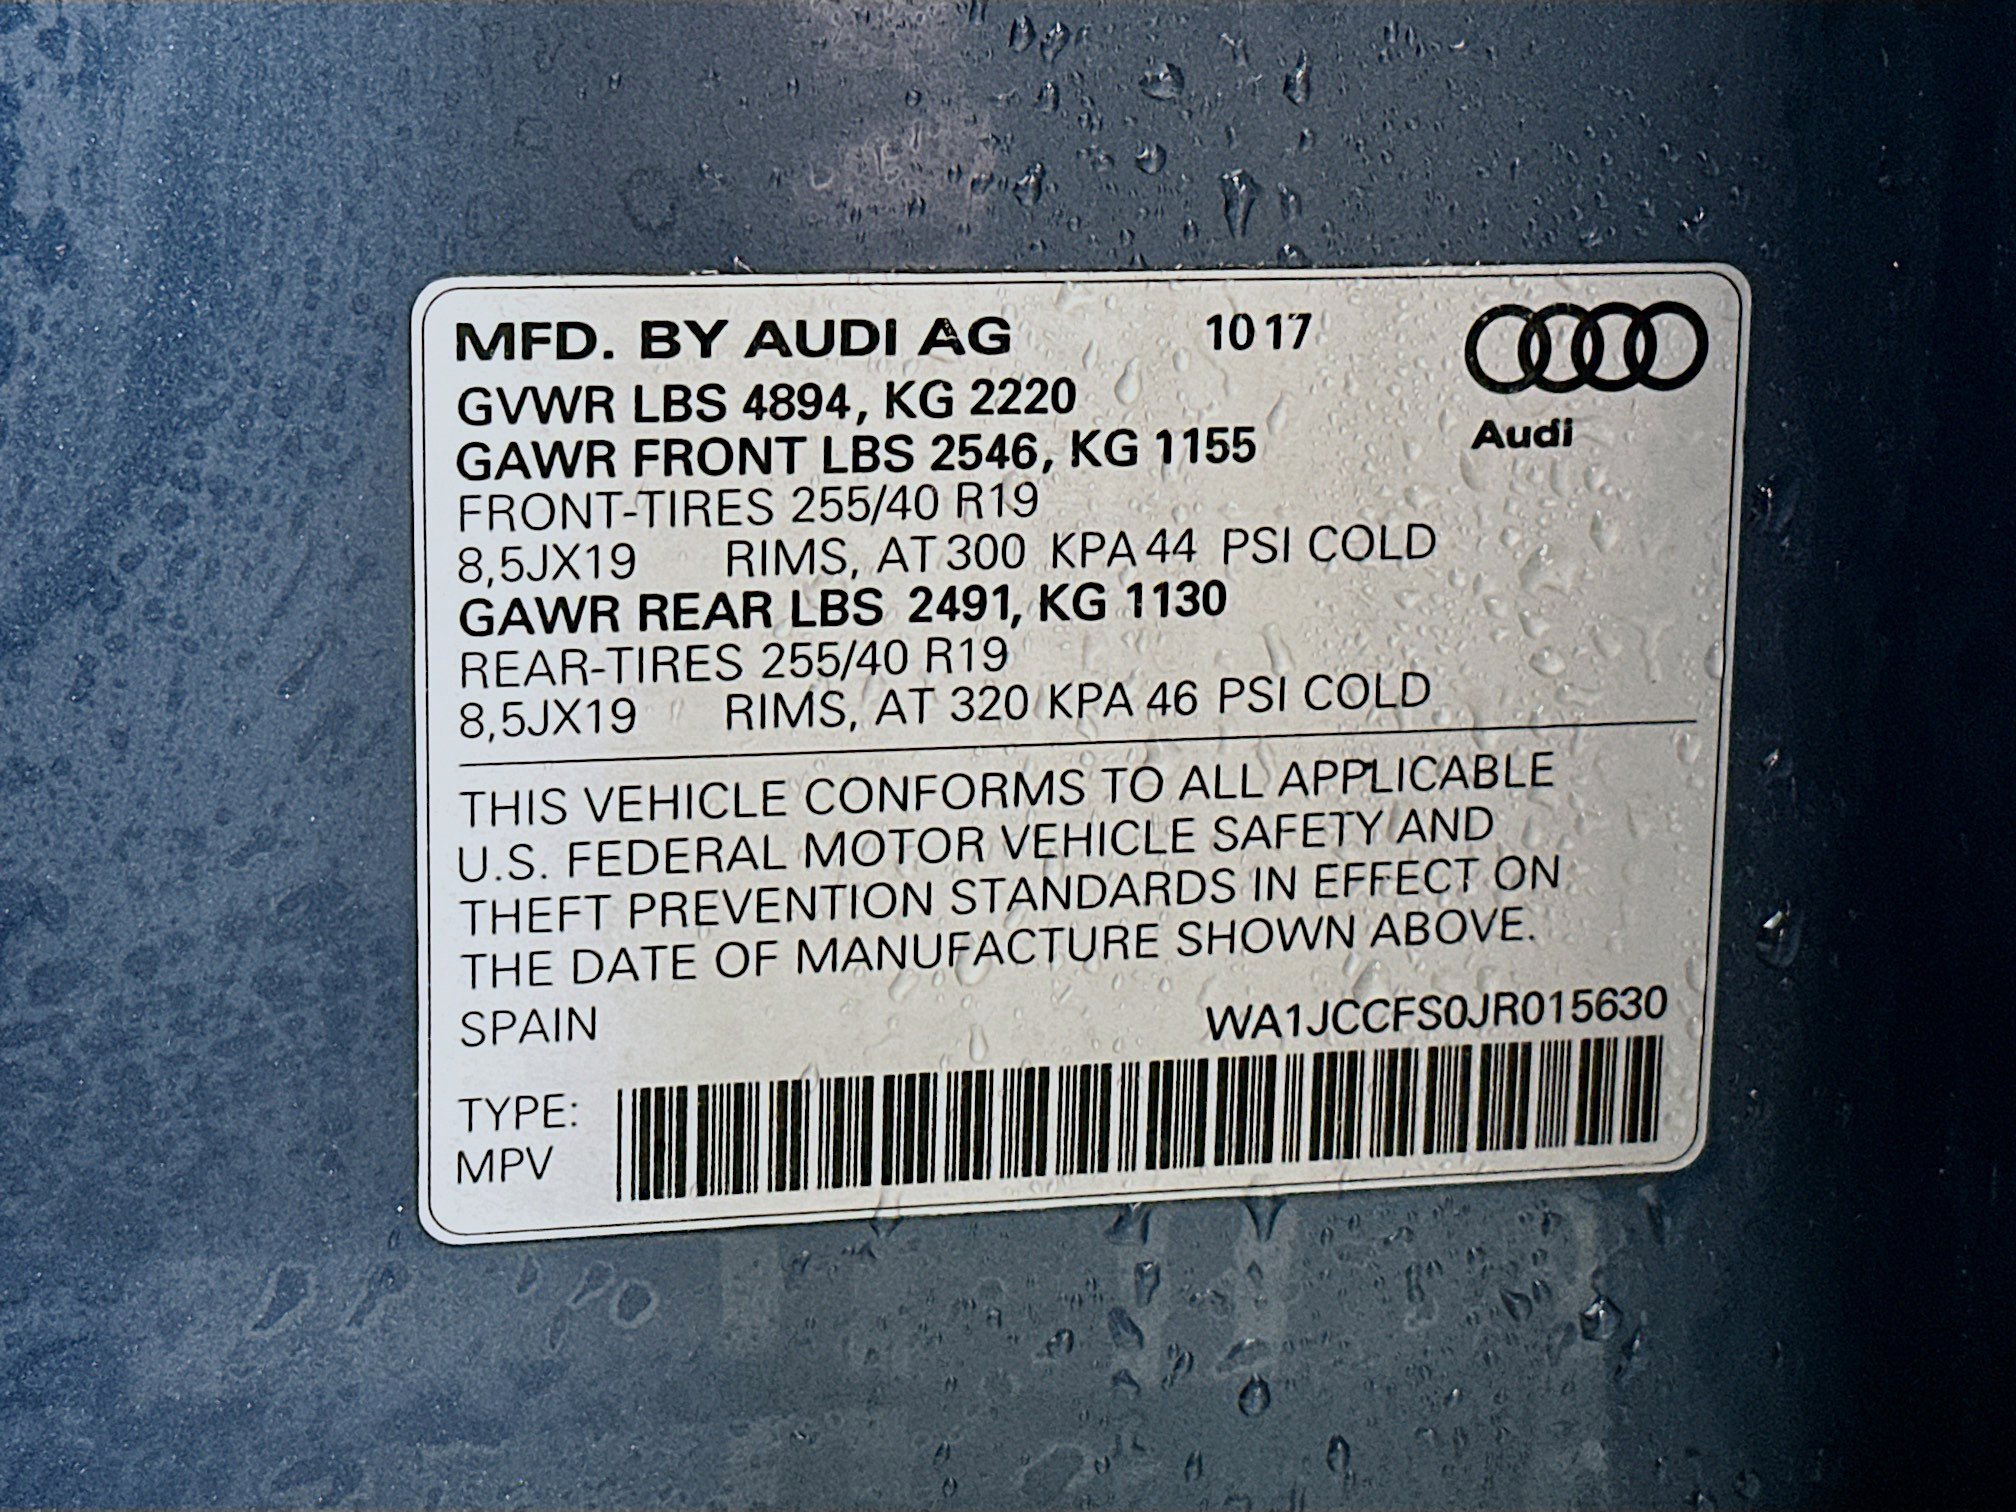 MFD. BY AUDI AG 10 17
GVWR LBS 4894, KG 2220
Audi
GAWR FRONT LBS 2546, KG 1155
FRONT-TIRES 255/40 R19
8,5JX19 RIMS, AT 300 KPA 44 PSI COLD
GAWR REAR LBS 2491, KG 1130
REAR-TIRES 255/40 R19
8,5JX19 RIMS, AT 320 KPA 46 PSI COLD
THIS VEHICLE CONFORMS TO ALL APPLICABLE
U.S. FEDERAL MOTOR VEHICLE SAFETY AND
THEFT PREVENTION STANDARDS IN EFFECT ON
THE DATE OF MANUFACTURE SHOWN ABOVE.
SPAIN WA1JCCFS0JR015630
TYPE:
MPV